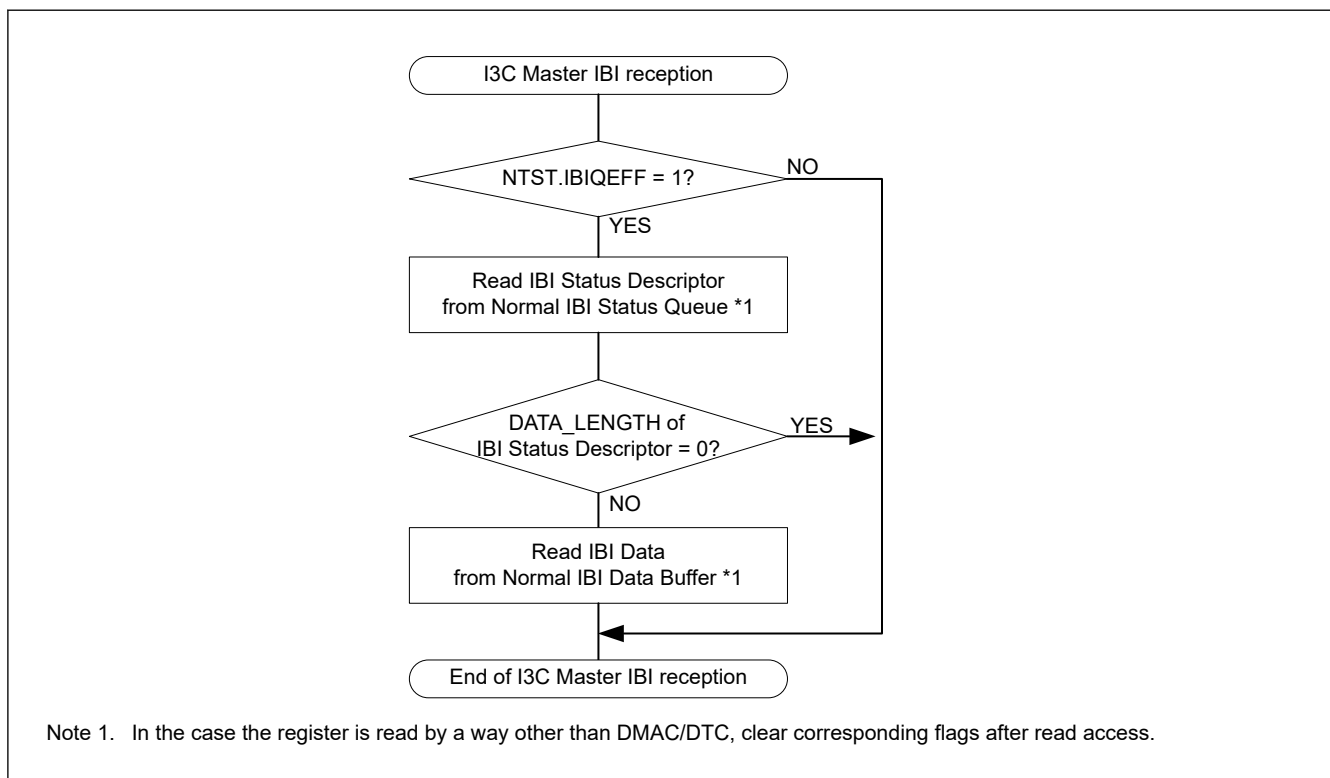 I3C Master IBI reception
NTST.IBIQEFF = 1?
NO
YES
Read IBI Status Descriptor
from Normal IBI Status Queue *1
DATA_LENGTH of
IBI Status Descriptor = 0?
YES
NO
Read IBI Data
from Normal IBI Data Buffer *1
End of I3C Master IBI reception
Note 1. In the case the register is read by a way other than DMAC/DTC, clear corresponding flags after read access.